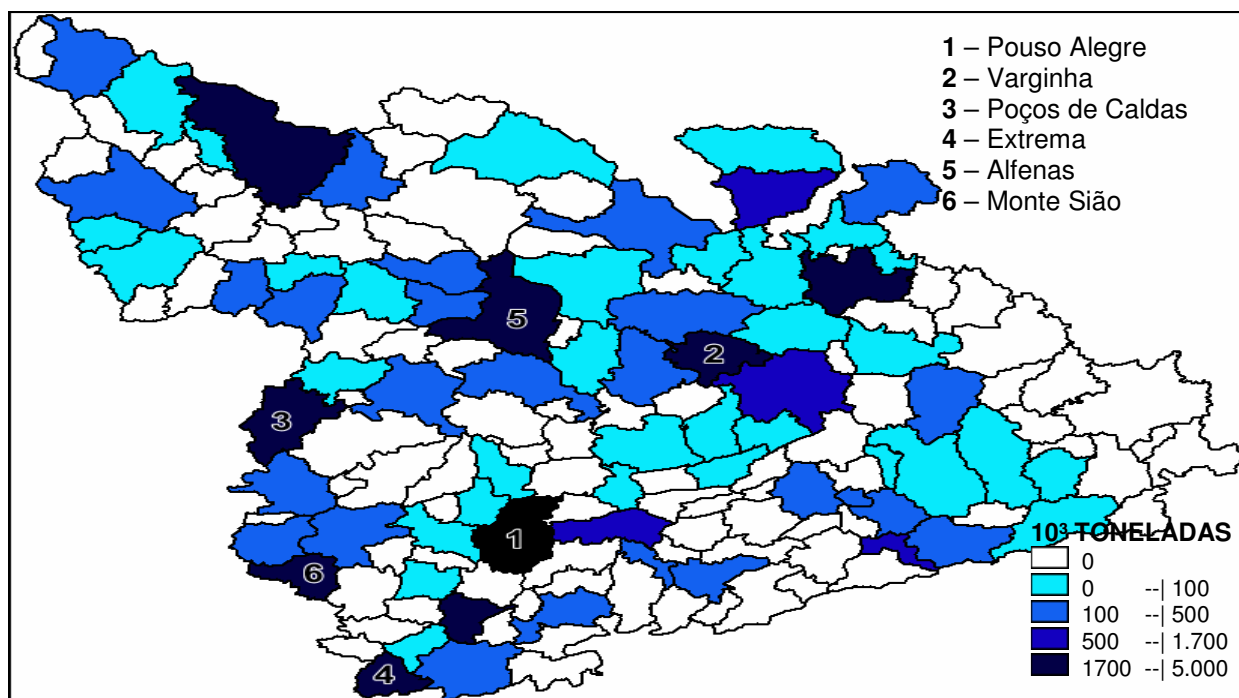 1 – Pouso Alegre
2 – Varginha
3 – Poços de Caldas
4 – Extrema
5 – Alfenas
6 – Monte Sião
5
2
3
1
6
4
10³ TONELADAS
0
0 --| 100
100 --| 500
500 --| 1.700
1700 --| 5.000